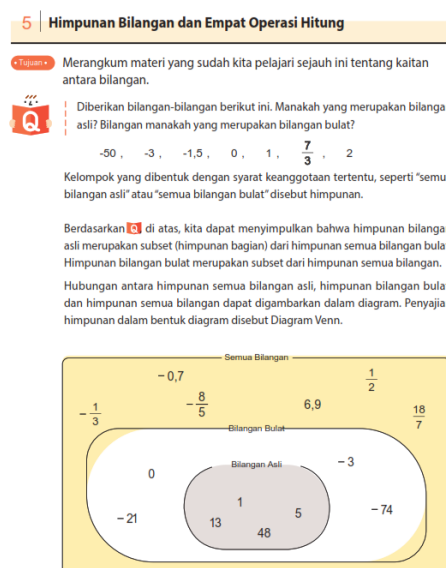 5 Himpunan Bilangan dan Empat Operasi Hitung
• Tujuan • Merangkum materi yang sudah kita pelajari sejauh ini tentang kaitan
antara bilangan.
Q
Diberikan bilangan-bilangan berikut ini. Manakah yang merupakan bilanga
asli? Bilangan manakah yang merupakan bilangan bulat?
-50 , -3 , -1,5 , 0 , 1 , 7/3 , 2
Kelompok yang dibentuk dengan syarat keanggotaan tertentu, seperti “semu
bilangan asli” atau “semua bilangan bulat” disebut himpunan.
Berdasarkan Q di atas, kita dapat menyimpulkan bahwa himpunan bilanga
asli merupakan subset (himpunan bagian) dari himpunan semua bilangan bula
Himpunan bilangan bulat merupakan subset dari himpunan semua bilangan.
Hubungan antara himpunan semua bilangan asli, himpunan bilangan bula
dan himpunan semua bilangan dapat digambarkan dalam diagram. Penyajia
himpunan dalam bentuk diagram disebut Diagram Venn.
Semua Bilangan
– 0,7 1/2
– 1/3 – 8/5 6,9 18/7
Bilangan Bulat
0 Bilangan Asli – 3
1
– 21 13 5 – 74
48